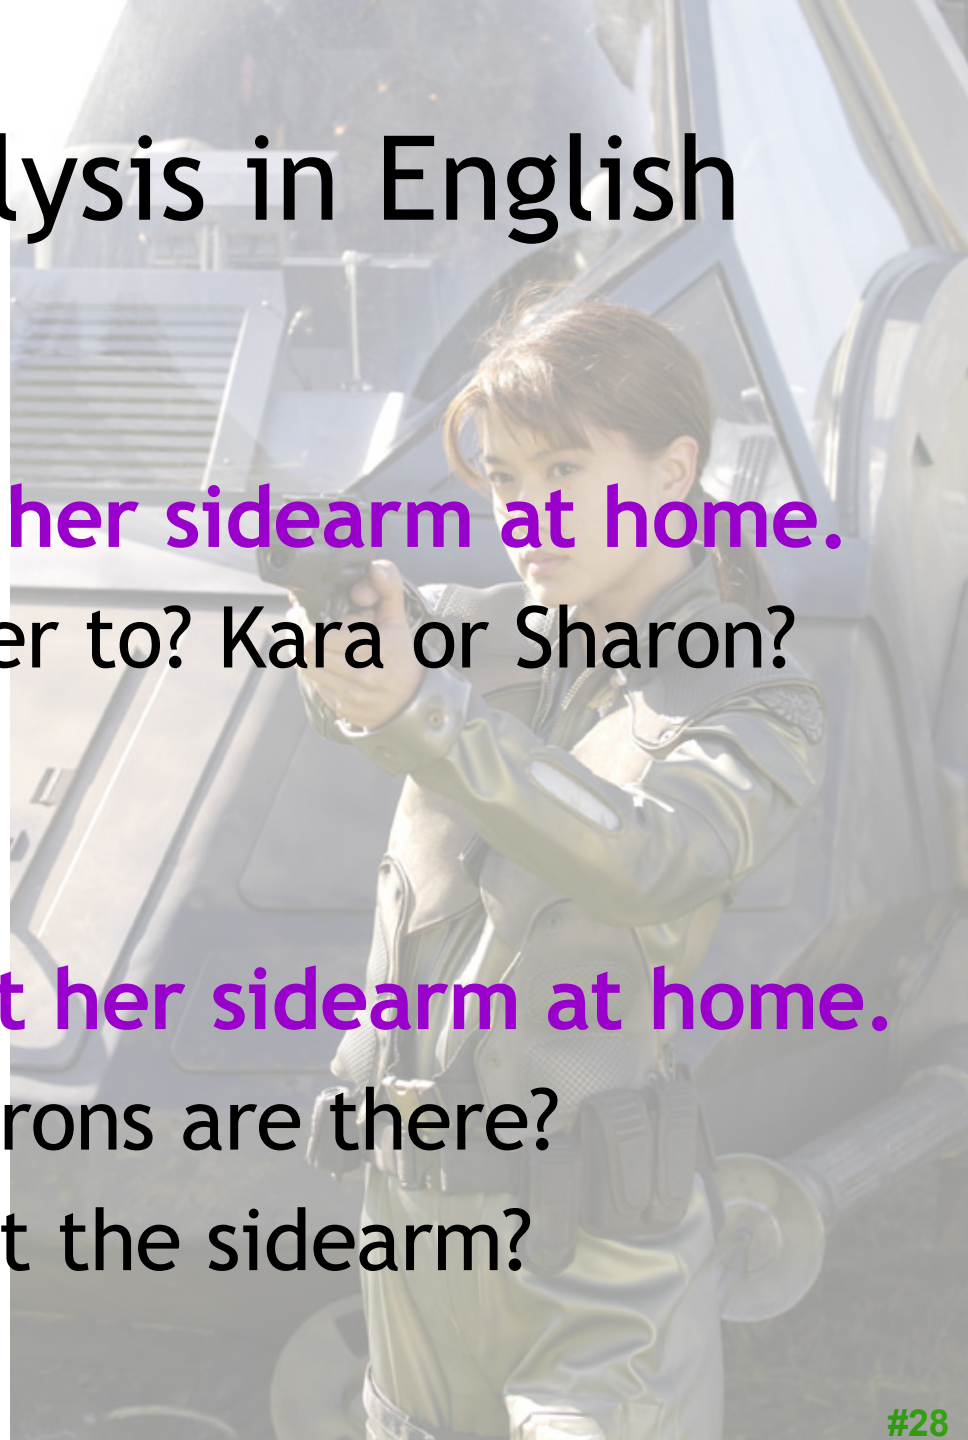 lysis in English
her sidearm at home.
er to? Kara or Sharon?
t her sidearm at home.
rons are there?
t the sidearm?
#28